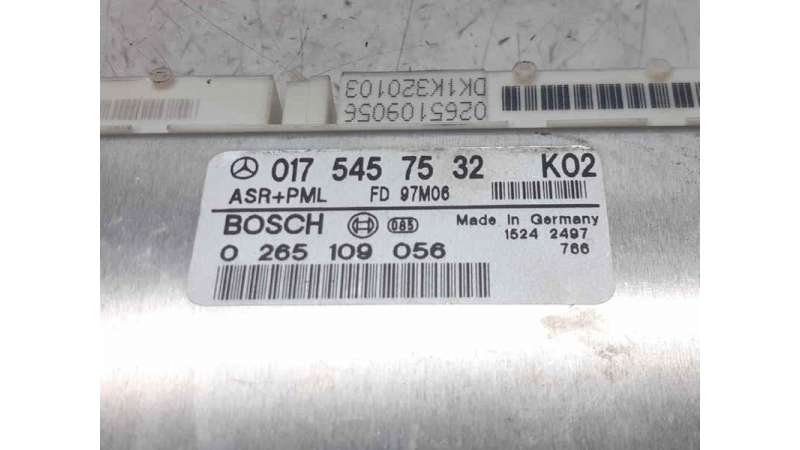 0265109056
DK1K320103
017 545 75 32 K02
ASR+PML FD 97M06
BOSCH 085 Made in Germany
0 265 109 056 1524 2497
766